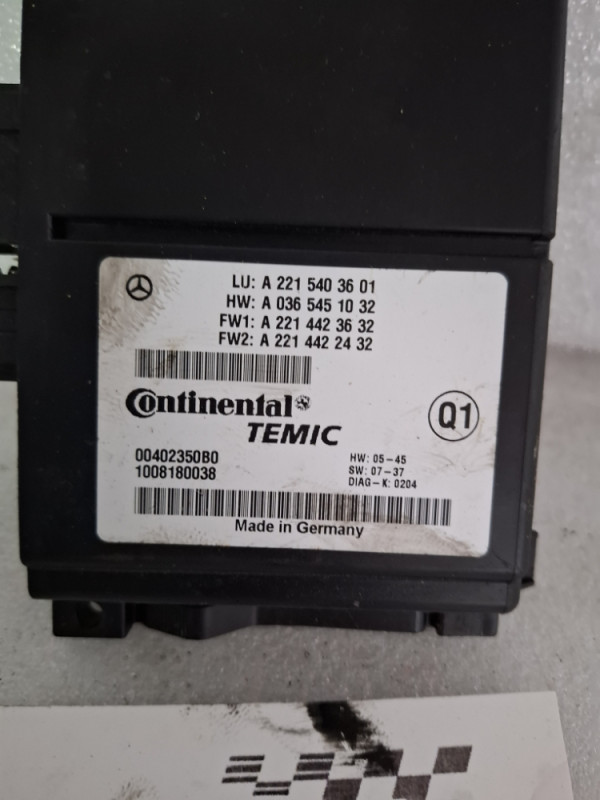 LU: A 221 540 36 01
HW: A 036 545 10 32
FW1: A 221 442 36 32
FW2: A 221 442 24 32
Continental
TEMIC
Q1
00402350B0
1008180038
HW: 05-45
SW: 07-37
DIAG-K: 0204
Made in Germany